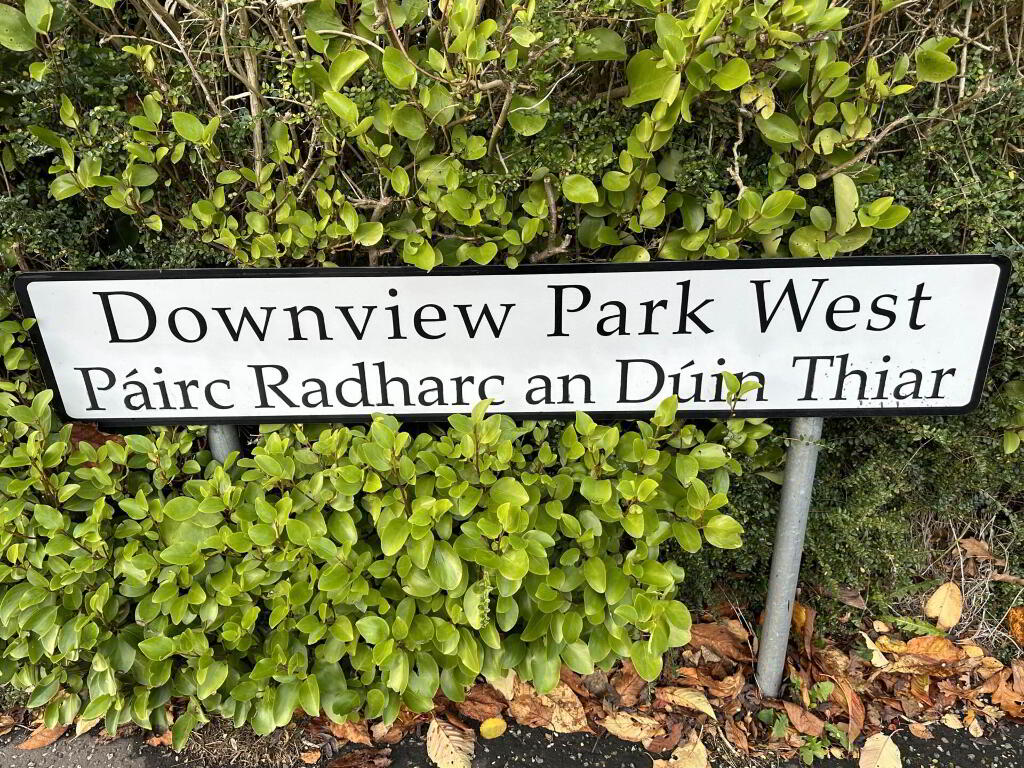 Downview Park West
Páirc Radharc an Dúin Thiar